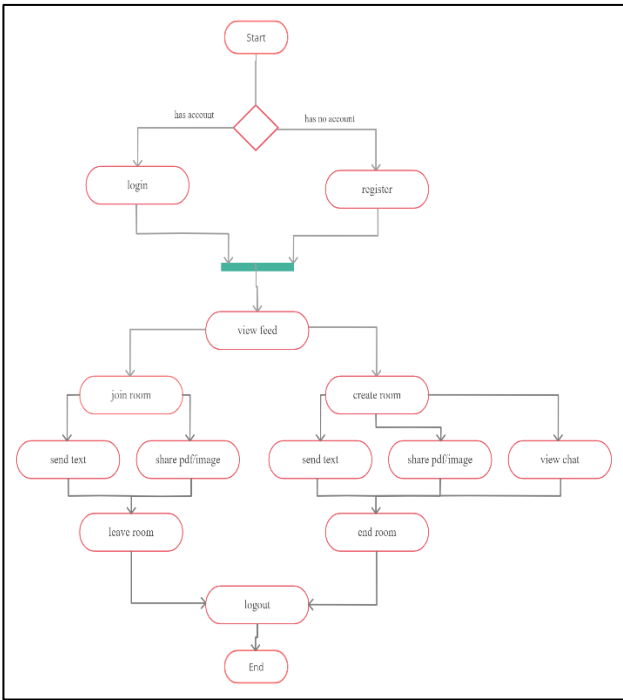 Start
has account
has no account
login
register
view feed
join room
create room
send text
share pdf/image
send text
share pdf/image
view chat
leave room
end room
logout
End